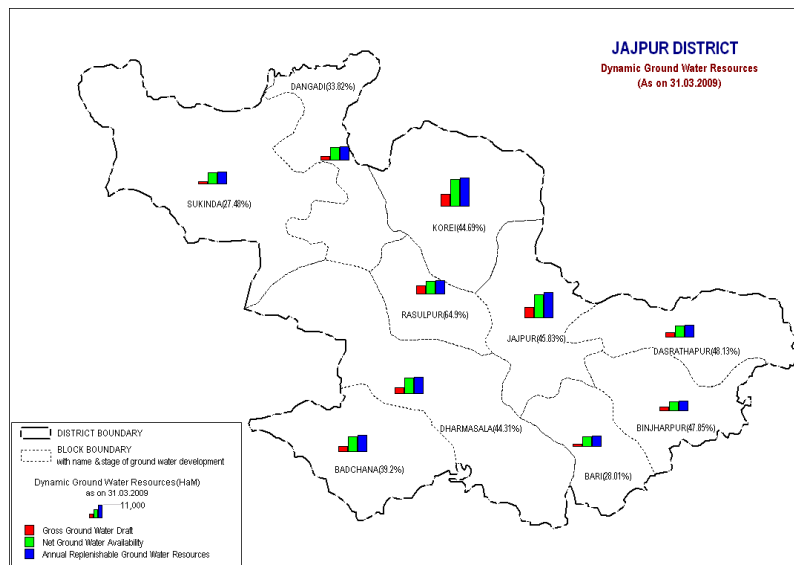 JAJPUR DISTRICT
Dynamic Ground Water Resources
(As on 31.03.2009)
DANGADI(33.82%)
SUKINDA(27.48%)
KOREI(44.69%)
RASULPUR(64.9%)
JAJPUR(45.83%)
DASRATHAPUR(48.13%)
DHARMASALA(44.31%)
BINJHARPUR(47.85%)
BADCHANA(39.2%)
BARI(28.01%)
DISTRICT BOUNDARY
BLOCK BOUNDARY
with name & stage of ground water development
Dynamic Ground Water Resources(HaM)
as on 31.03.2009
11,000
Gross Ground Water Draft
Net Ground Water Availability
Annual Replenishable Ground Water Resources